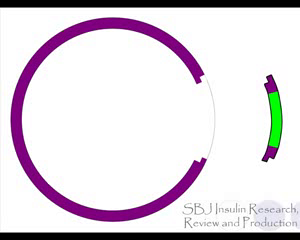 SBJ Insulin Research,
Review and Production